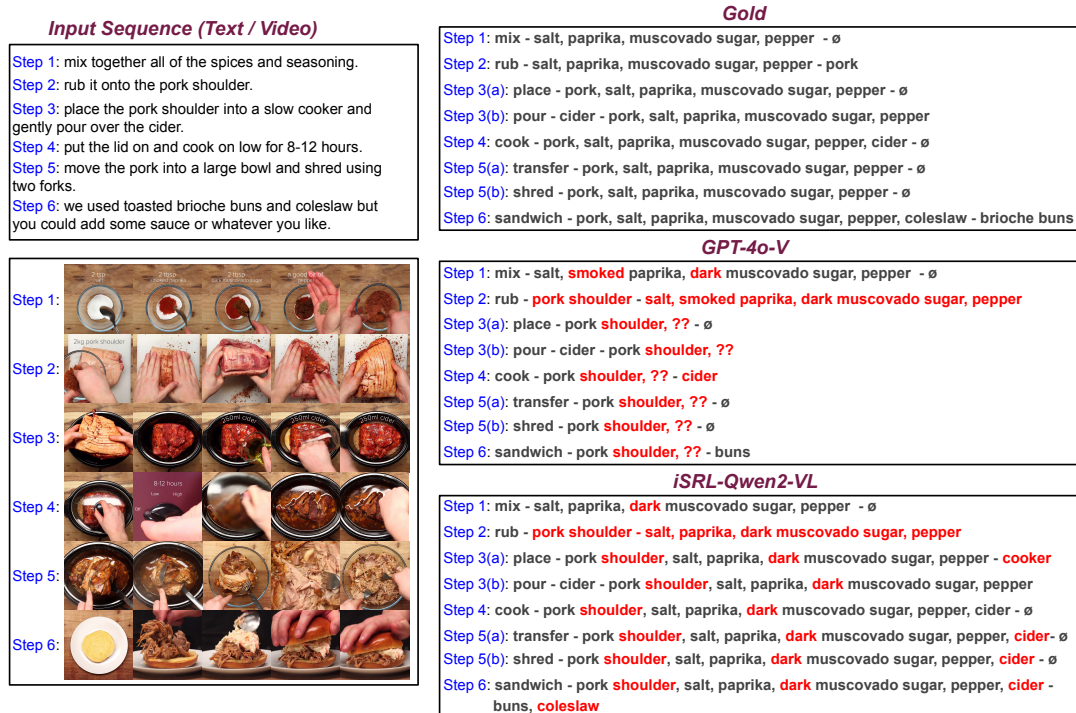 Input Sequence (Text / Video)
Step 1: mix together all of the spices and seasoning.
Step 2: rub it onto the pork shoulder.
Step 3: place the pork shoulder into a slow cooker and
gently pour over the cider.
Step 4: put the lid on and cook on low for 8-12 hours.
Step 5: move the pork into a large bowl and shred using
two forks.
Step 6: we used toasted brioche buns and coleslaw but
you could add some sauce or whatever you like.
Step 1:
2 tsp
2 tbsp
2 tbsp
a good bit of
pepper
Step 2:
2kg pork shoulder
Step 3:
250ml cider
250ml cider
Step 4:
8-12 hours
Low
High
Off
Step 5:
Step 6:
Gold
Step 1: mix - salt, paprika, muscovado sugar, pepper - ø
Step 2: rub - salt, paprika, muscovado sugar, pepper - pork
Step 3(a): place - pork, salt, paprika, muscovado sugar, pepper - ø
Step 3(b): pour - cider - pork, salt, paprika, muscovado sugar, pepper
Step 4: cook - pork, salt, paprika, muscovado sugar, pepper, cider - ø
Step 5(a): transfer - pork, salt, paprika, muscovado sugar, pepper - ø
Step 5(b): shred - pork, salt, paprika, muscovado sugar, pepper - ø
Step 6: sandwich - pork, salt, paprika, muscovado sugar, pepper, coleslaw - brioche buns
GPT-4o-V
Step 1: mix - salt, smoked paprika, dark muscovado sugar, pepper - ø
Step 2: rub - pork shoulder - salt, smoked paprika, dark muscovado sugar, pepper
Step 3(a): place - pork shoulder, ?? - ø
Step 3(b): pour - cider - pork shoulder, ??
Step 4: cook - pork shoulder, ?? - cider
Step 5(a): transfer - pork shoulder, ?? - ø
Step 5(b): shred - pork shoulder, ?? - ø
Step 6: sandwich - pork shoulder, ?? - buns
iSRL-Qwen2-VL
Step 1: mix - salt, paprika, dark muscovado sugar, pepper - ø
Step 2: rub - pork shoulder - salt, paprika, dark muscovado sugar, pepper
Step 3(a): place - pork shoulder, salt, paprika, dark muscovado sugar, pepper - cooker
Step 3(b): pour - cider - pork shoulder, salt, paprika, dark muscovado sugar, pepper
Step 4: cook - pork shoulder, salt, paprika, dark muscovado sugar, pepper, cider - ø
Step 5(a): transfer - pork shoulder, salt, paprika, dark muscovado sugar, pepper, cider- ø
Step 5(b): shred - pork shoulder, salt, paprika, dark muscovado sugar, pepper, cider - ø
Step 6: sandwich - pork shoulder, salt, paprika, dark muscovado sugar, pepper, cider -
buns, coleslaw